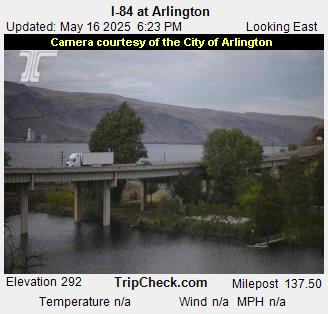 I-84 at Arlington
Updated: May 16 2025 6:23 PM Looking East
Camera courtesy of the City of Arlington
Elevation 292 TripCheck.com Milepost 137.50
Temperature n/a Wind n/a MPH n/a